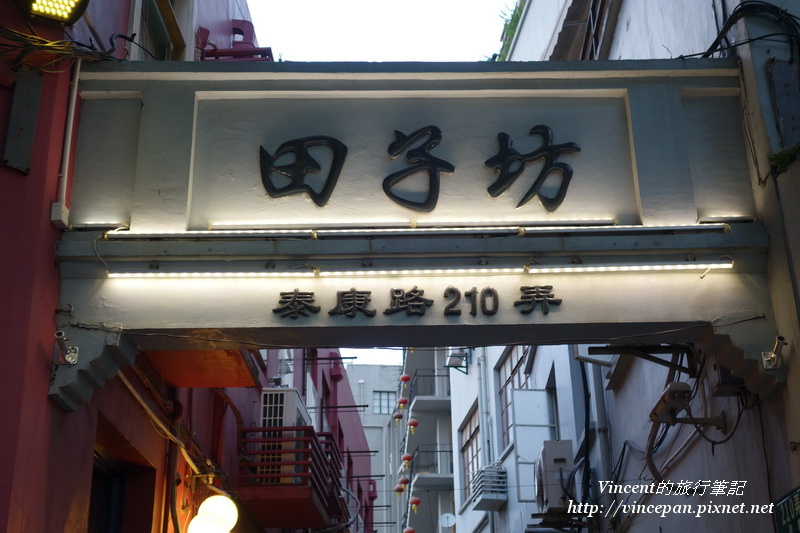 田子坊
泰康路210弄
Vincent的旅行筆記
http://vincepan.pixnet.net